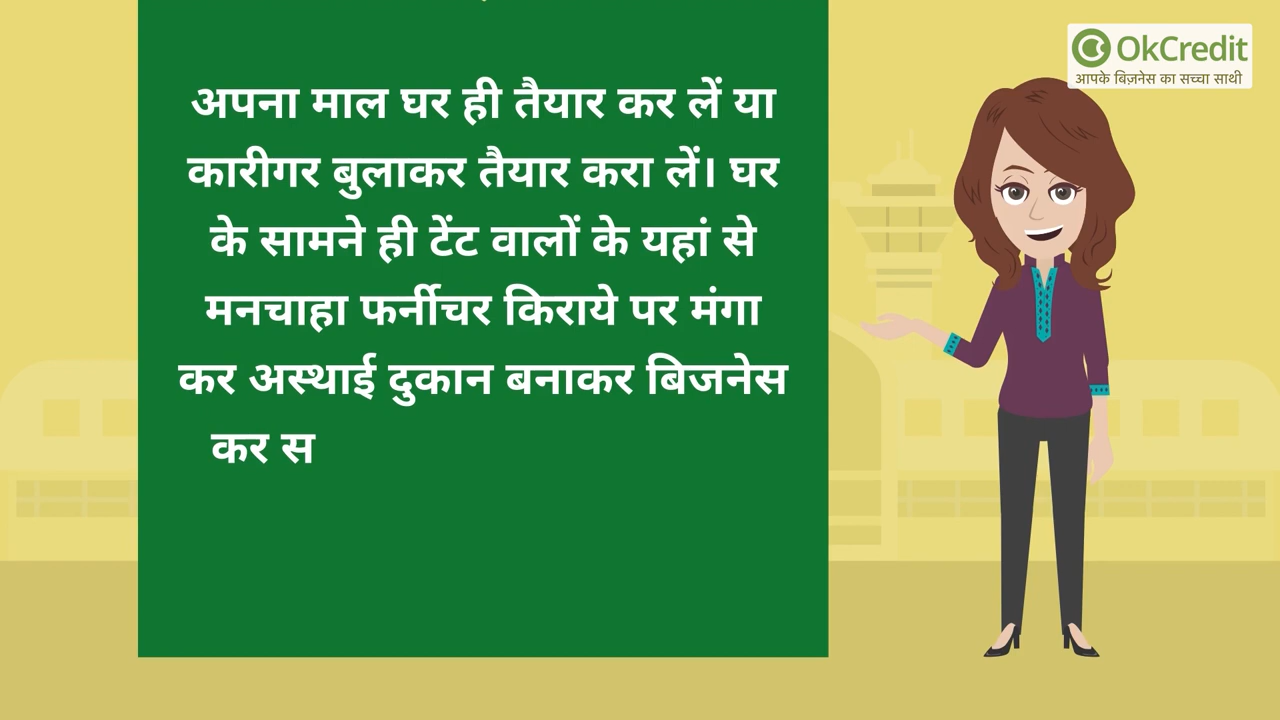 OkCredit
आपके बिज़नेस का सच्चा साथी
अपना माल घर ही तैयार कर लें या
कारीगर बुलाकर तैयार करा लें। घर
के सामने ही टेंट वालों के यहां से
मनचाहा फर्नीचर किराये पर मंगा
कर अस्थाई दुकान बनाकर बिजनेस
कर स